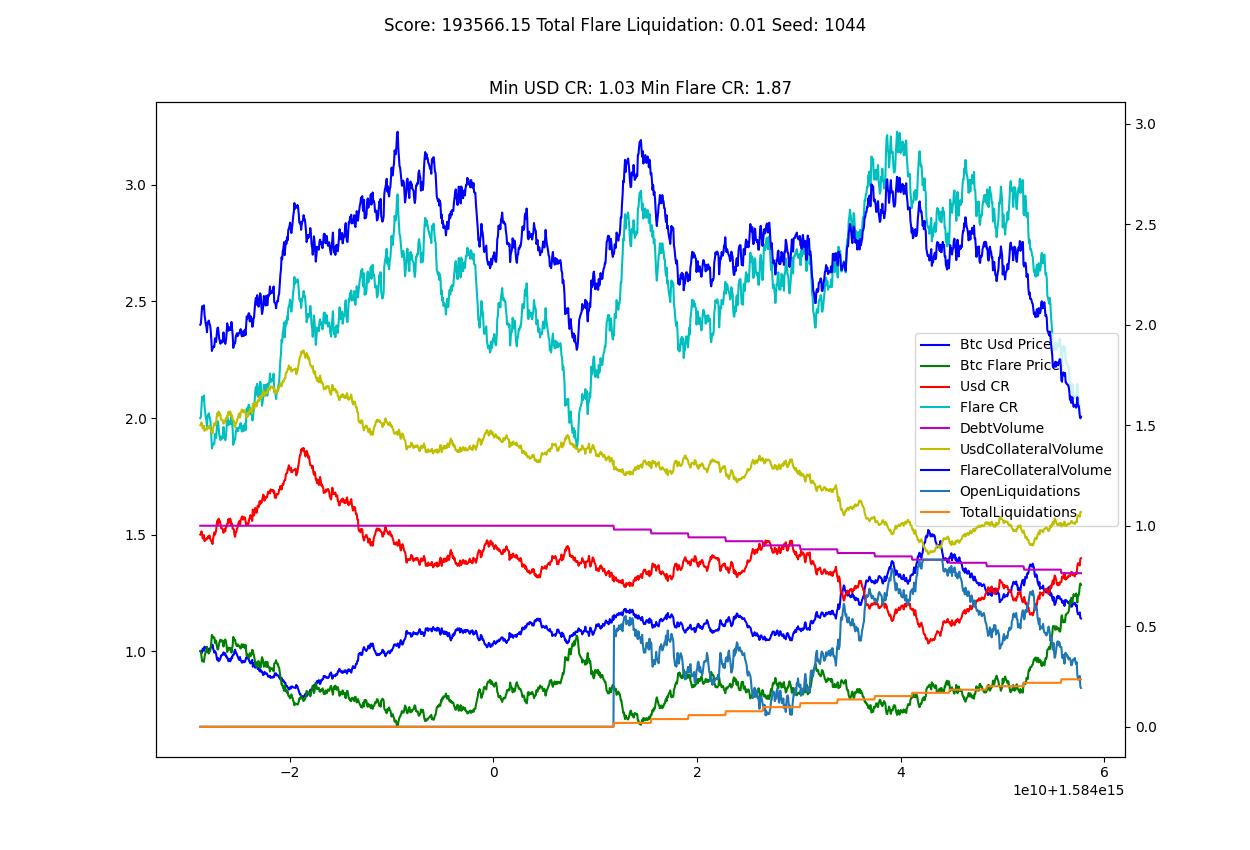 Score: 193566.15 Total Flare Liquidation: 0.01 Seed: 1044
Min USD CR: 1.03 Min Flare CR: 1.87
3.0
3.0
2.5
2.5
2.0
2.0
1.5
1.5
1.0
1.0
0.5
0.0
Btc Usd Price
Btc Flare Price
Usd CR
Flare CR
DebtVolume
UsdCollateralVolume
FlareCollateralVolume
OpenLiquidations
TotalLiquidations
−2 0 2 4 6
1e10+1.584e15